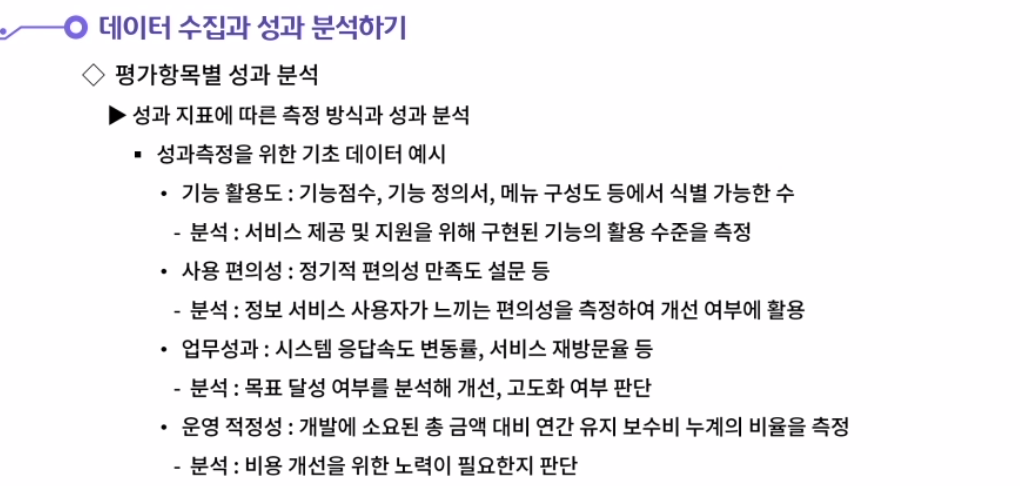 데이터 수집과 성과 분석하기
◇ 평가항목별 성과 분석
▶ 성과 지표에 따른 측정 방식과 성과 분석
▪ 성과측정을 위한 기초 데이터 예시
• 기능 활용도 : 기능점수, 기능 정의서, 메뉴 구성도 등에서 식별 가능한 수
- 분석 : 서비스 제공 및 지원을 위해 구현된 기능의 활용 수준을 측정
• 사용 편의성 : 정기적 편의성 만족도 설문 등
- 분석 : 정보 서비스 사용자가 느끼는 편의성을 측정하여 개선 여부에 활용
• 업무성과 : 시스템 응답속도 변동률, 서비스 재방문율 등
- 분석 : 목표 달성 여부를 분석해 개선, 고도화 여부 판단
• 운영 적정성 : 개발에 소요된 총 금액 대비 연간 유지 보수비 누계의 비율을 측정
- 분석 : 비용 개선을 위한 노력이 필요한지 판단